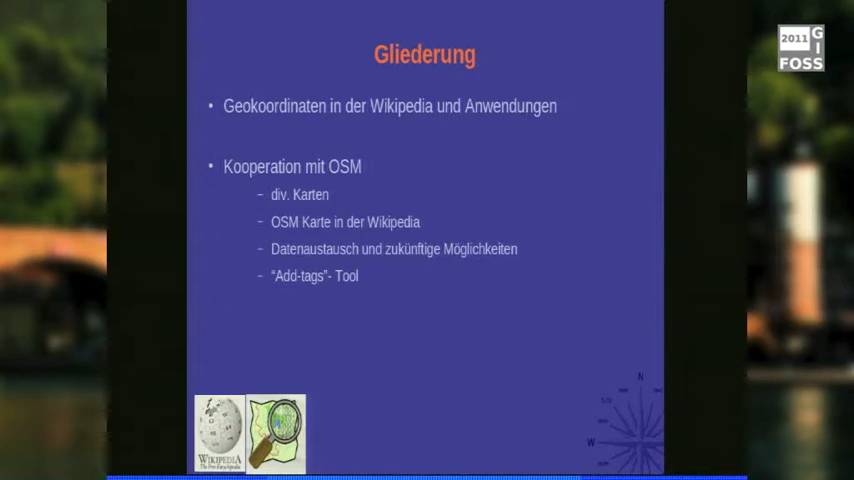 Gliederung
• Geokoordinaten in der Wikipedia und Anwendungen
• Kooperation mit OSM
– div. Karten
– OSM Karte in der Wikipedia
– Datenaustausch und zukünftige Möglichkeiten
– “Add-tags”- Tool
WIKIPEDIA
The Free Encyclopedia
N
W
2011
G
I
FOSS